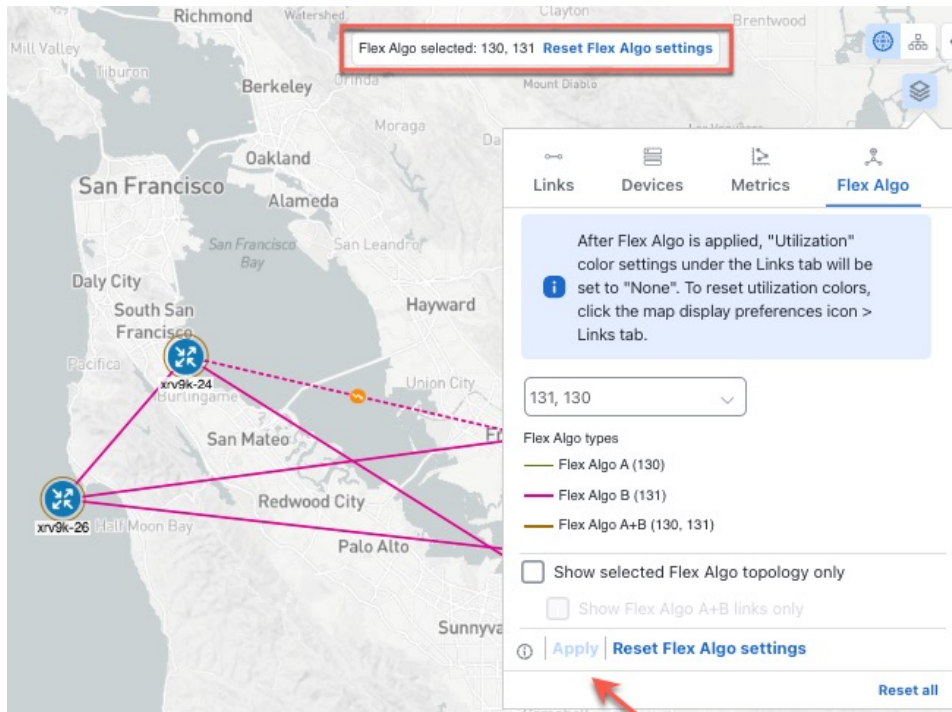 Richmond
Watershed
Clayton
Brentwood
Mill Valley
Flex Algo selected: 130, 131 Reset Flex Algo settings
Tiburon
Berkeley
Orinda
Mount Diablo
Moraga
Oakland
San Francisco
Alameda
San Francisco
Bay
San Leandro
Daly City
South San
Francisco
Hayward
Pacifica
xrv9k-24
Burlingame
Union City
San Mateo
Redwood City
xrv9k-26
Half Moon Bay
Palo Alto
Links Devices Metrics Flex Algo
After Flex Algo is applied, "Utilization"
color settings under the Links tab will be
set to "None". To reset utilization colors,
click the map display preferences icon >
Links tab.
131, 130
Flex Algo types
Flex Algo A (130)
Flex Algo B (131)
Flex Algo A+B (130, 131)
Show selected Flex Algo topology only
Show Flex Algo A+B links only
Apply Reset Flex Algo settings
Reset all